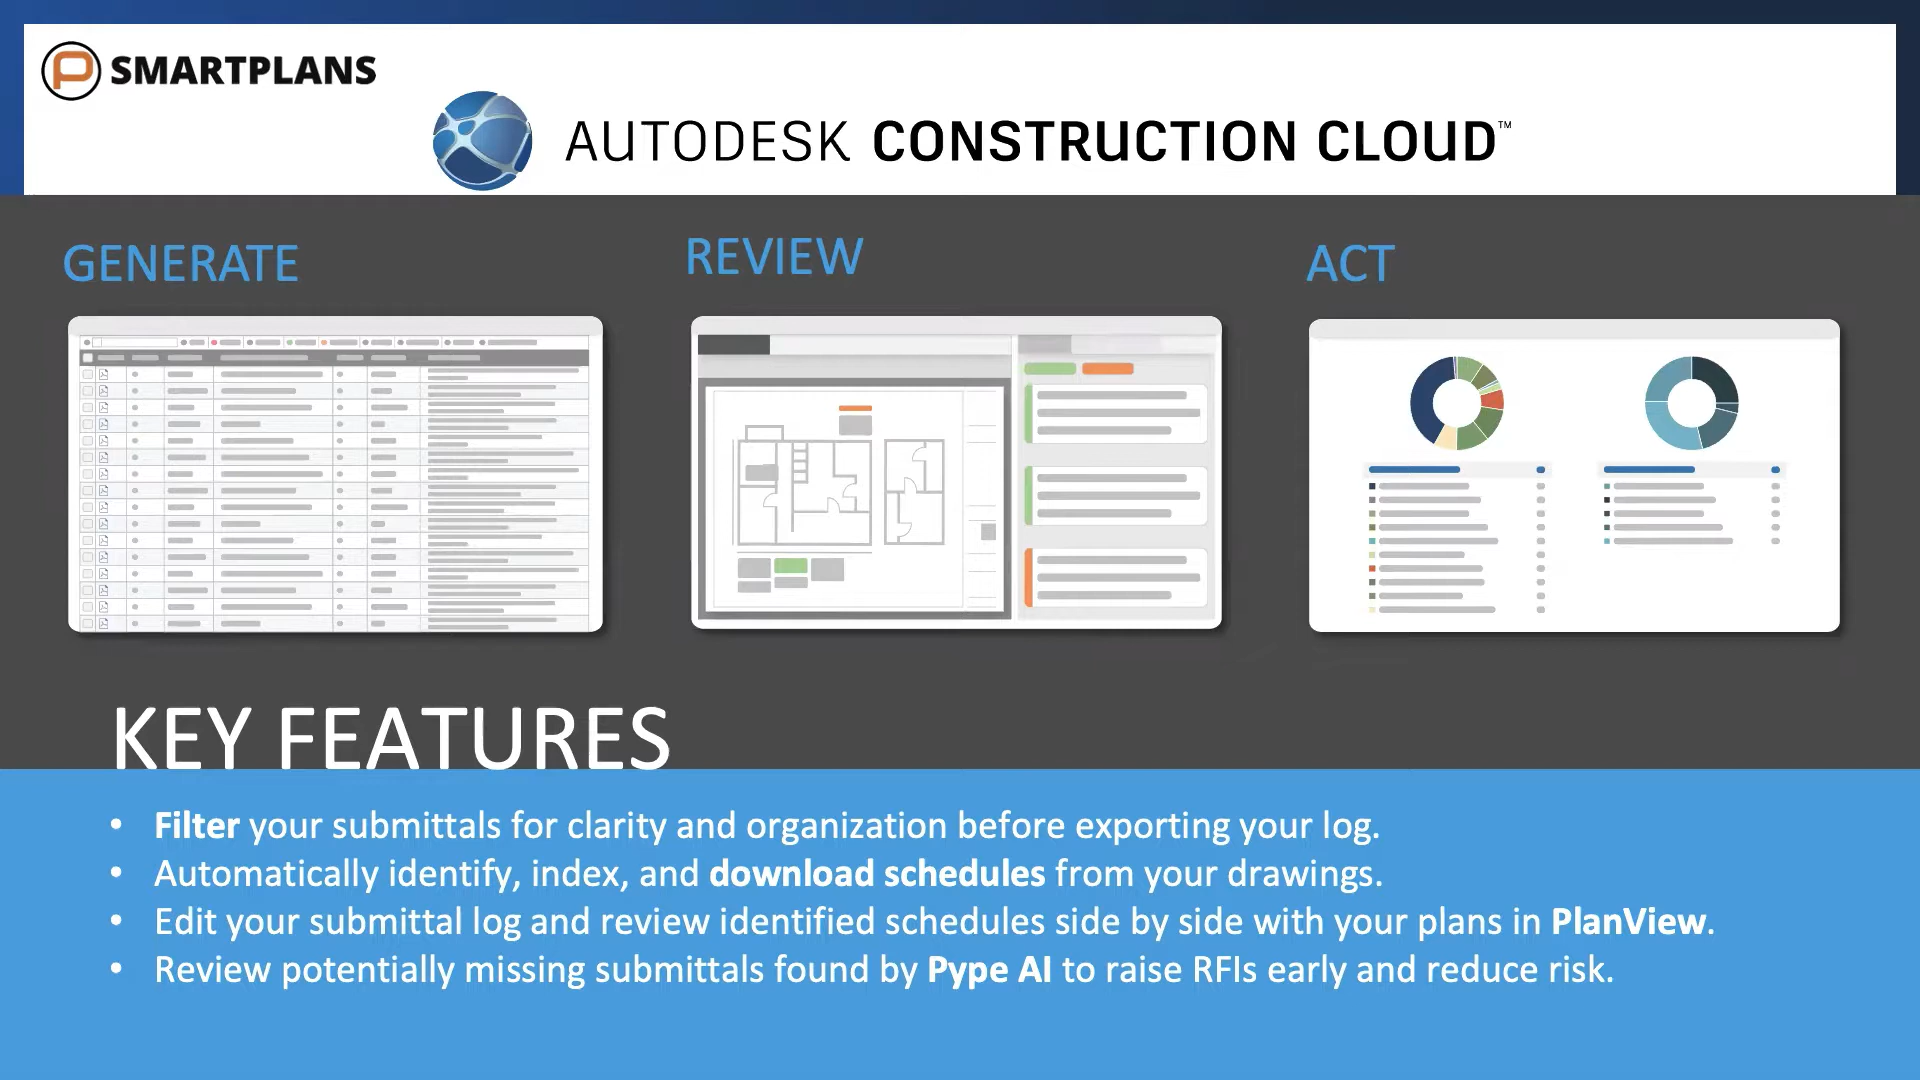 SMARTPLANS
AUTODESK CONSTRUCTION CLOUD™
GENERATE
REVIEW
ACT
KEY FEATURES
• Filter your submittals for clarity and organization before exporting your log.
• Automatically identify, index, and download schedules from your drawings.
• Edit your submittal log and review identified schedules side by side with your plans in PlanView.
• Review potentially missing submittals found by Pype AI to raise RFIs early and reduce risk.